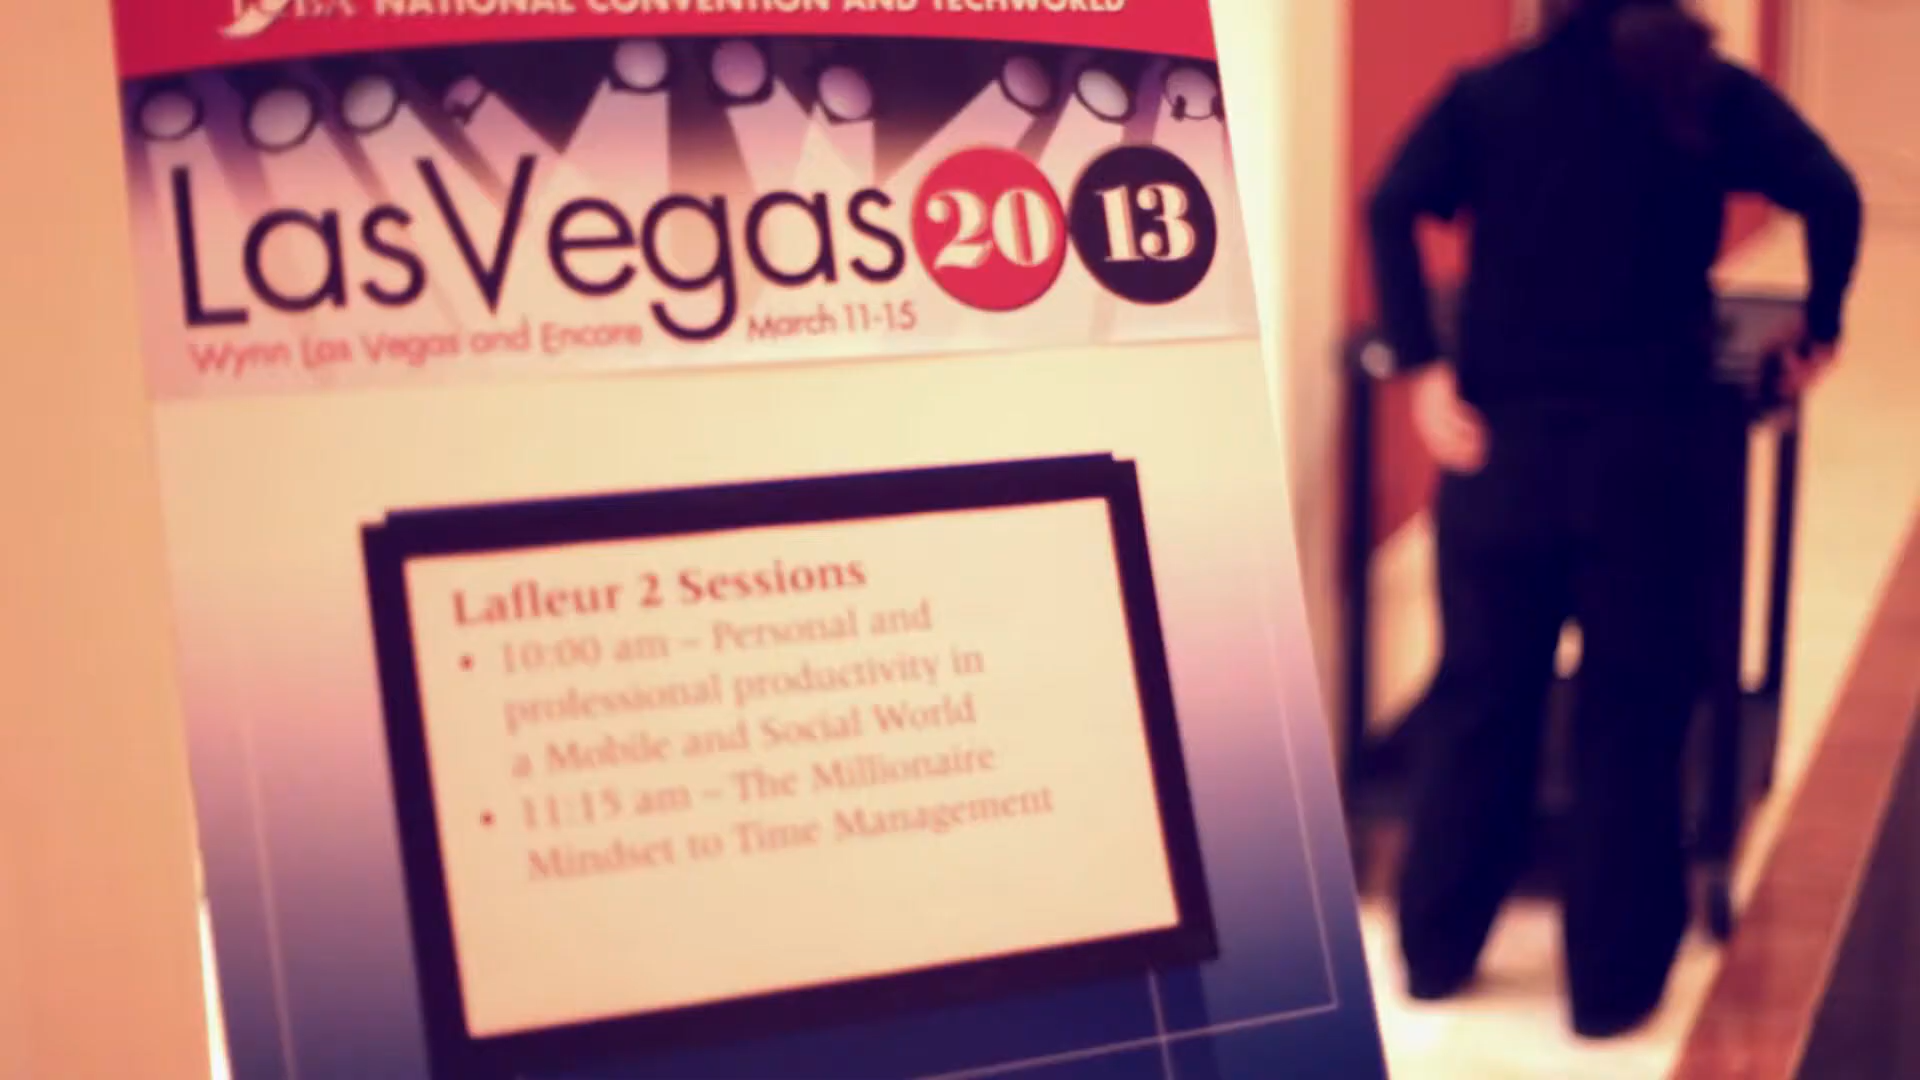 NATIONAL CONVENTION AND TECHWORLD
Las Vegas 2013
Wynn Las Vegas and Encore March 11-15
Lafleur 2 Sessions
• 10:00 am – Personal and
professional productivity in
a Mobile and Social World
• 11:15 am – The Millionaire
Mindset to Time Management